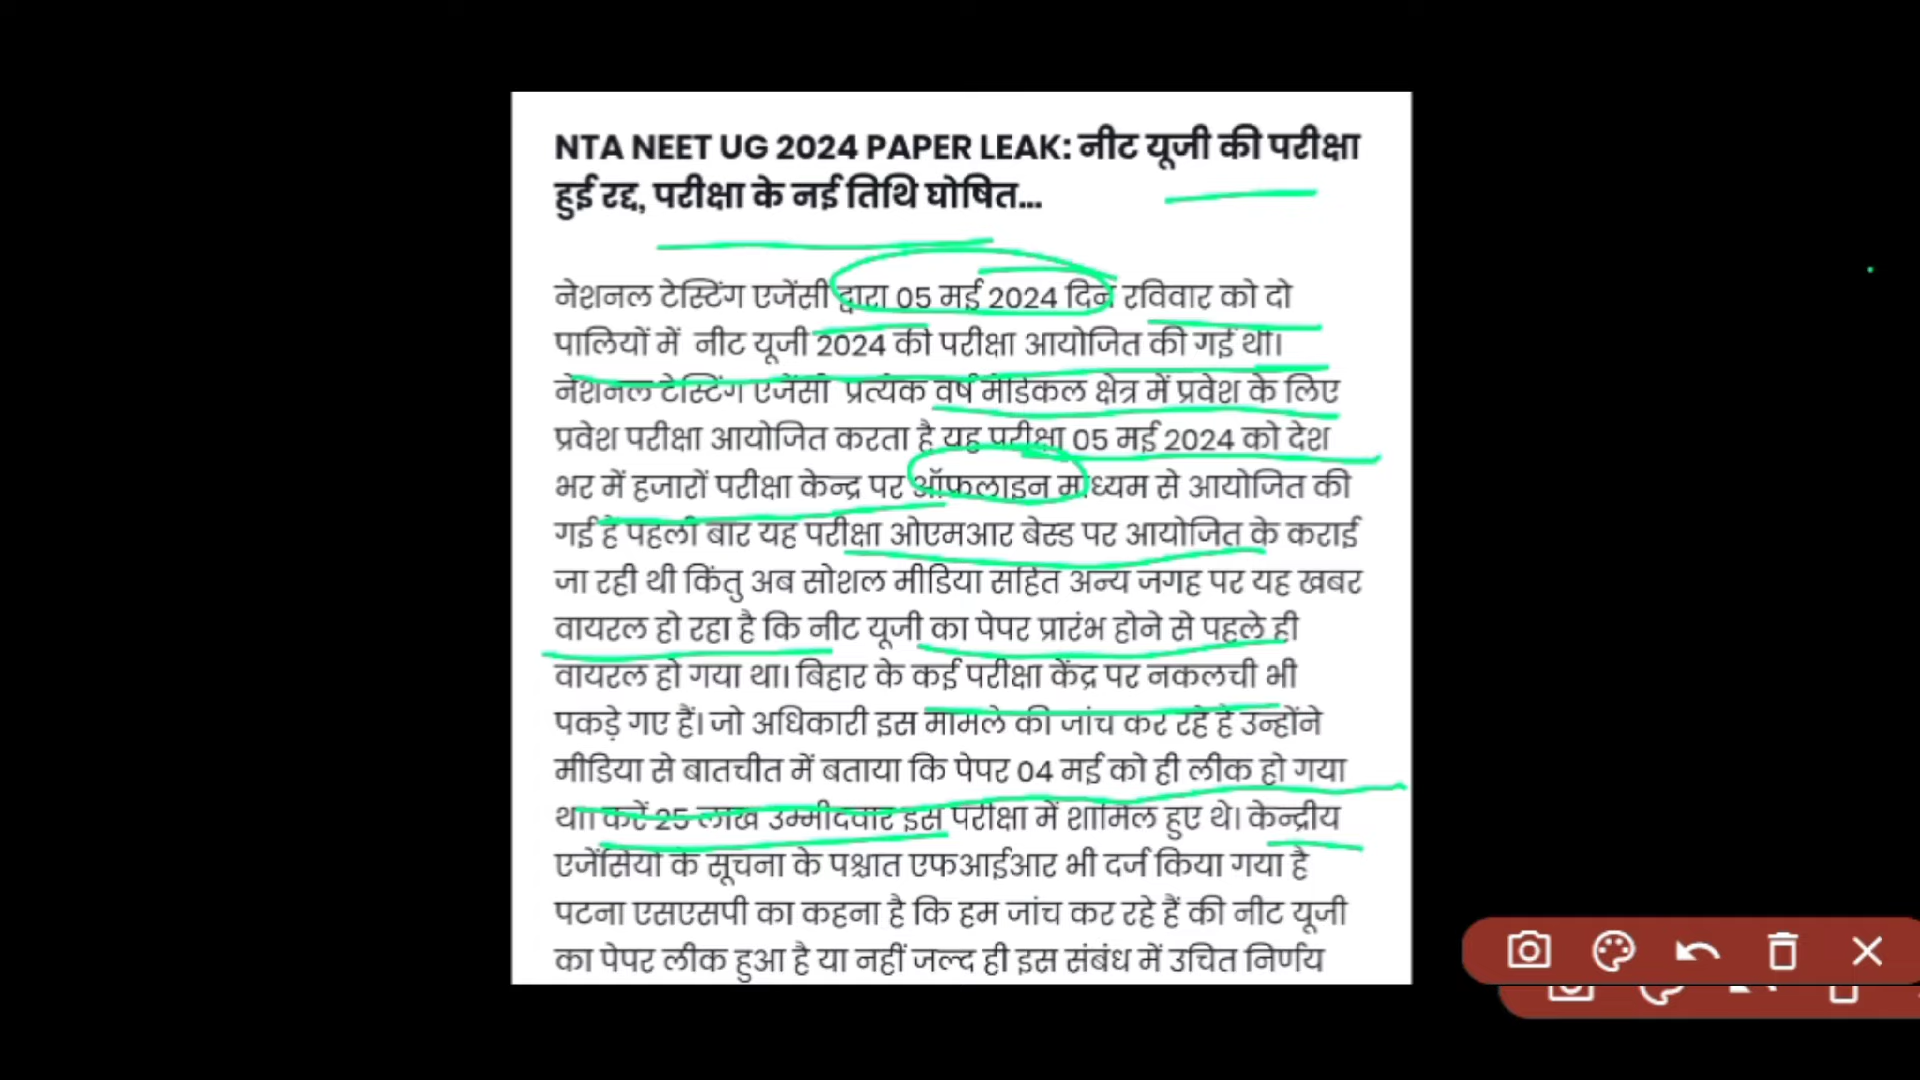 NTA NEET UG 2024 PAPER LEAK: नीट यूजी की परीक्षा
हुई रद्द, परीक्षा के नई तिथि घोषित...
नेशनल टेस्टिंग एजेंसी द्वारा 05 मई 2024 दिन रविवार को दो
पालियों में नीट यूजी 2024 की परीक्षा आयोजित की गई थी।
नेशनल टेस्टिंग एजेंसी प्रत्येक वर्ष मेडिकल क्षेत्र में प्रवेश के लिए
प्रवेश परीक्षा आयोजित करता है यह परीक्षा 05 मई 2024 को देश
भर में हजारों परीक्षा केन्द्र पर ऑफलाइन माध्यम से आयोजित की
गई है पहली बार यह परीक्षा ओएमआर बेस्ड पर आयोजित के कराई
जा रही थी किंतु अब सोशल मीडिया सहित अन्य जगह पर यह खबर
वायरल हो रहा है कि नीट यूजी का पेपर प्रारंभ होने से पहले ही
वायरल हो गया था। बिहार के कई परीक्षा केंद्र पर नकलची भी
पकड़े गए हैं। जो अधिकारी इस मामले की जांच कर रहे है उन्होंने
मीडिया से बातचीत में बताया कि पेपर 04 मई को ही लीक हो गया
था। करें 25 लाख उम्मीदवार इस परीक्षा में शामिल हुए थे। केन्द्रीय
एजेंसियों के सूचना के पश्चात एफआईआर भी दर्ज किया गया है
पटना एसएसपी का कहना है कि हम जांच कर रहे हैं की नीट यूजी
का पेपर लीक हुआ है या नहीं जल्द ही इस संबंध में उचित निर्णय